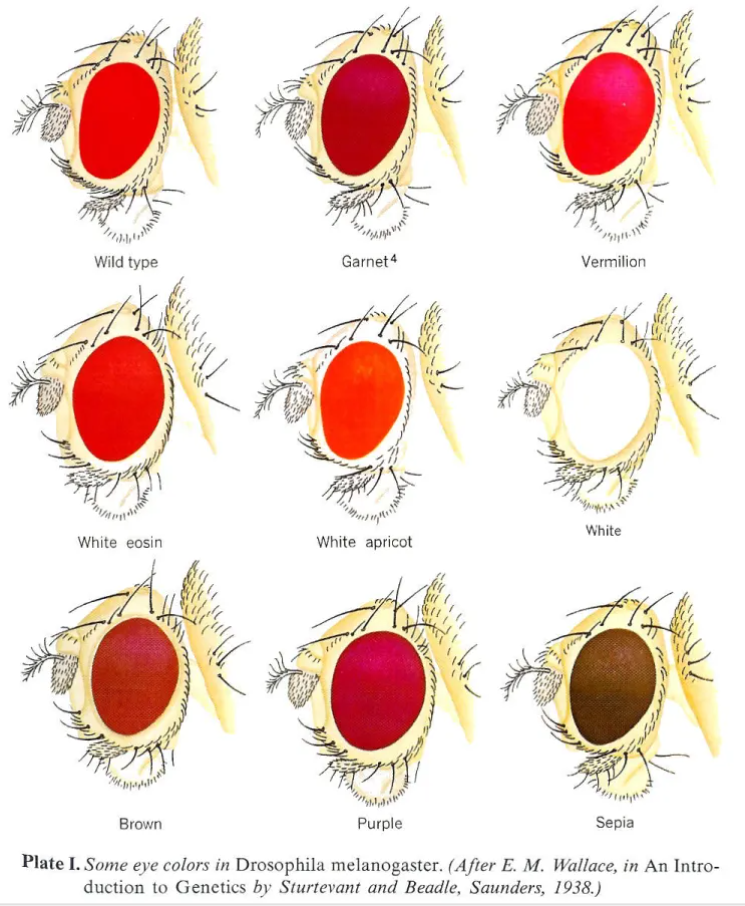 Wild type
Garnet4
Vermilion
White eosin
White apricot
White
Brown
Purple
Sepia
Plate I. Some eye colors in Drosophila melanogaster. (After E. M. Wallace, in An Intro-
duction to Genetics by Sturtevant and Beadle, Saunders, 1938.)